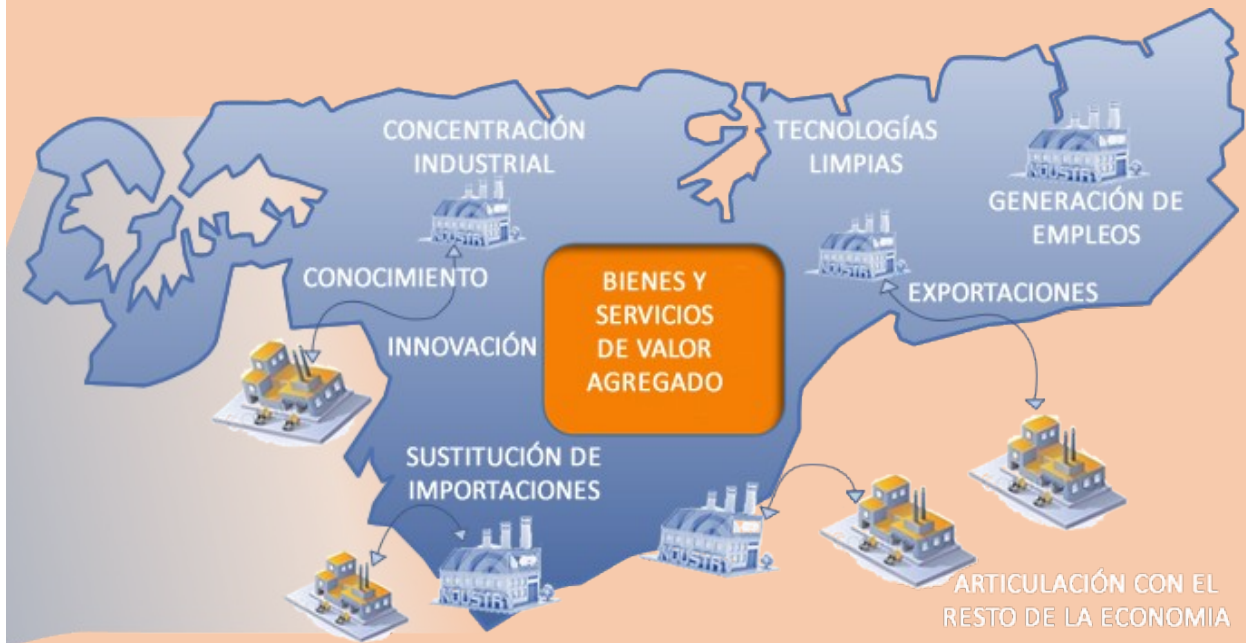 CONCENTRACIÓN
INDUSTRIAL
TECNOLOGÍAS
LIMPIAS
GENERACIÓN DE
EMPLEOS
CONOCIMIENTO
BIENES Y
SERVICIOS
DE VALOR
AGREGADO
EXPORTACIONES
INNOVACIÓN
SUSTITUCIÓN DE
IMPORTACIONES
ARTICULACIÓN CON EL
RESTO DE LA ECONOMIA